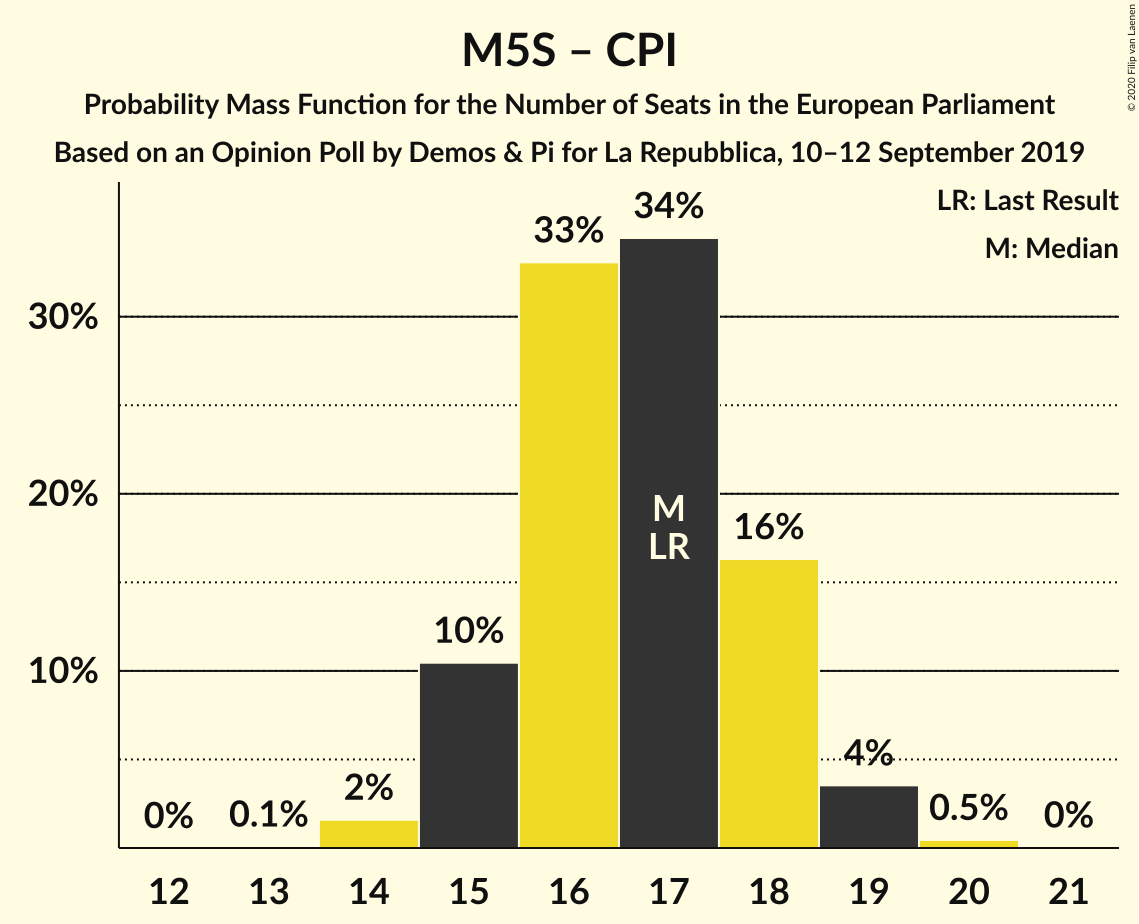 M5S – CPI
Probability Mass Function for the Number of Seats in the European Parliament
Based on an Opinion Poll by Demos & Pi for La Repubblica, 10–12 September 2019
© 2020 Filip van Laenen
LR: Last Result
M: Median
30%
20%
10%
0%
0.1%
2%
10%
33%
34%
M
LR
16%
4%
0.5%
0%
12 13 14 15 16 17 18 19 20 21